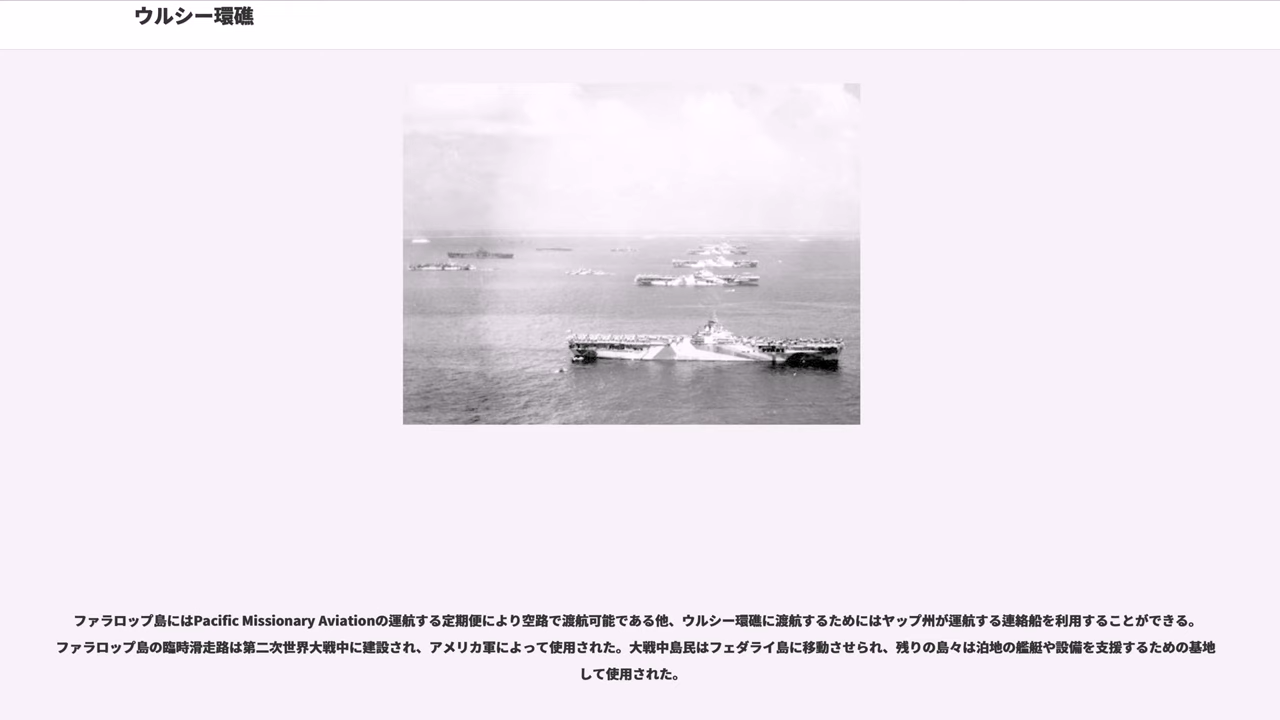 ウルシー環礁
ファラロップ島にはPacific Missionary Aviationの運航する定期便により空路で渡航可能である他、ウルシー環礁に渡航するためにはヤップ州が運航する連絡船を利用することができる。
ファラロップ島の臨時滑走路は第二次世界大戦中に建設され、アメリカ軍によって使用された。大戦中島民はフェダライ島に移動させられ、残りの島々は泊地の艦艇や設備を支援するための基地
して使用された。